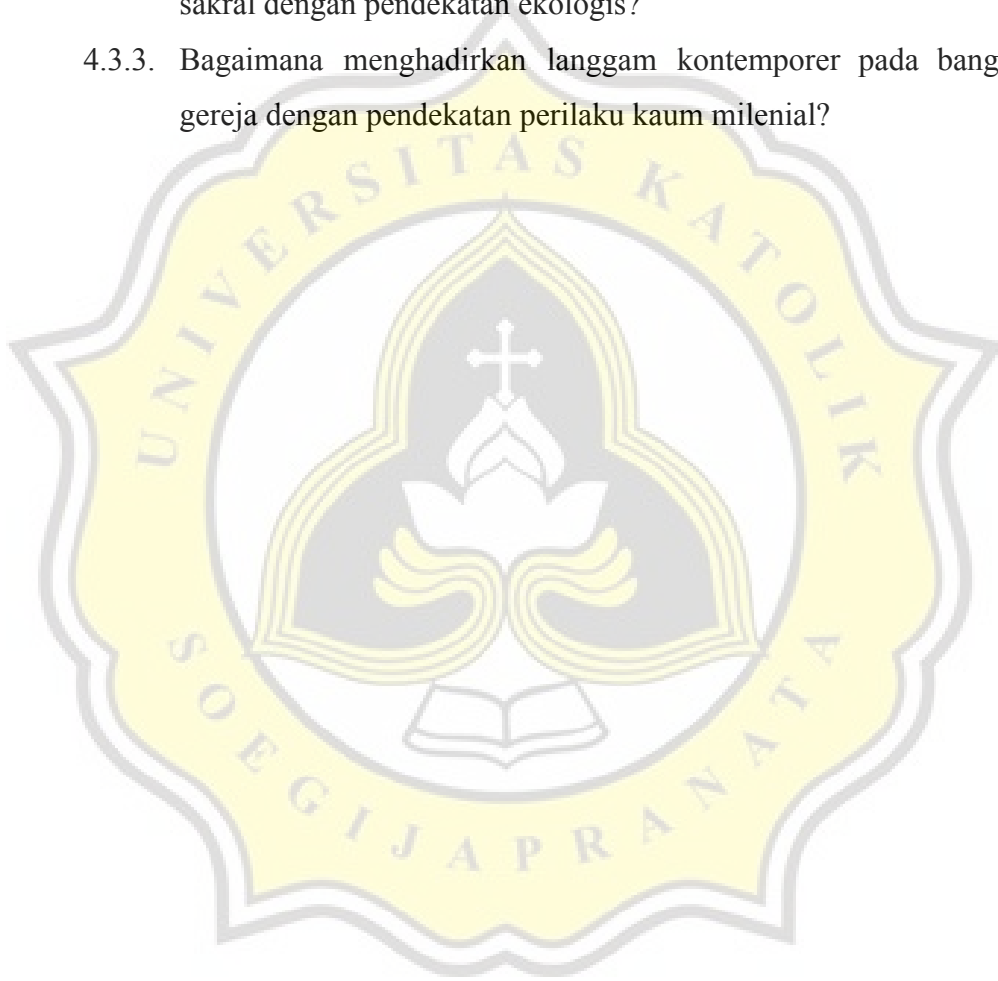 sakral dengan pendekatan ekologis?
4.3.3. Bagaimana menghadirkan langgam kontemporer pada bang
gereja dengan pendekatan perilaku kaum milenial?
UNIVERSITAS KATOLIK
SOEGIJAPRANATA